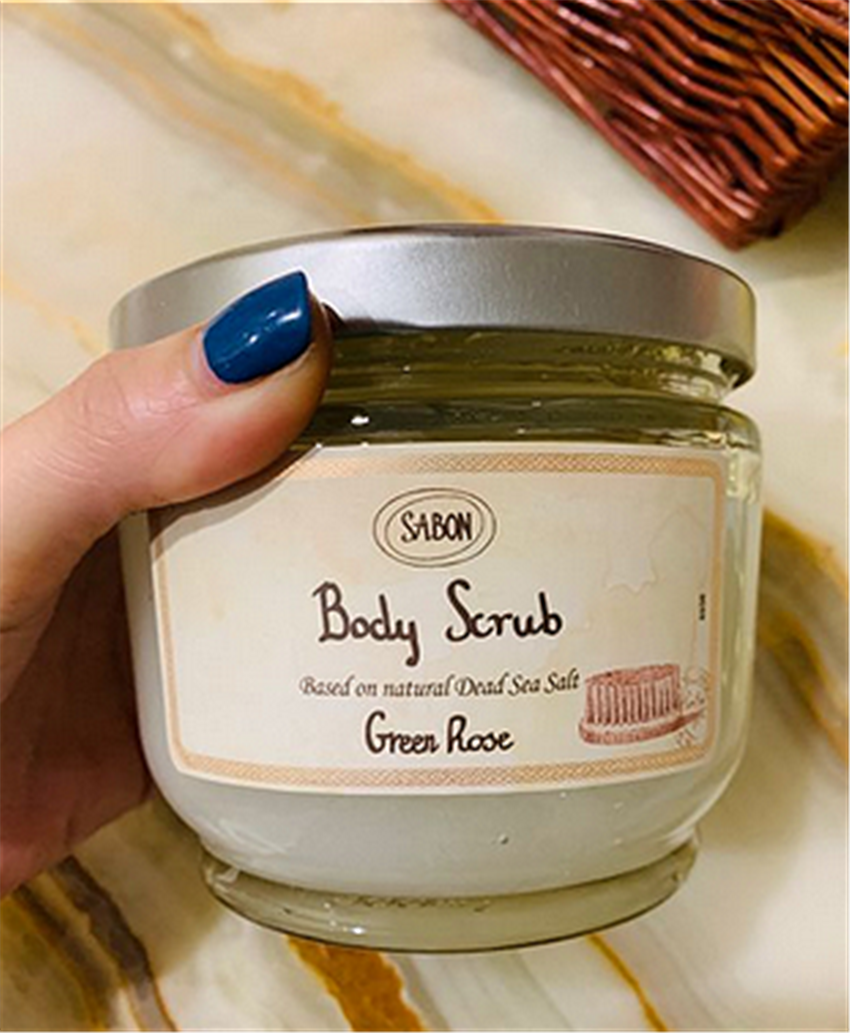 SABON
Body Scrub
Based on natural Dead Sea Salt
Green Rose